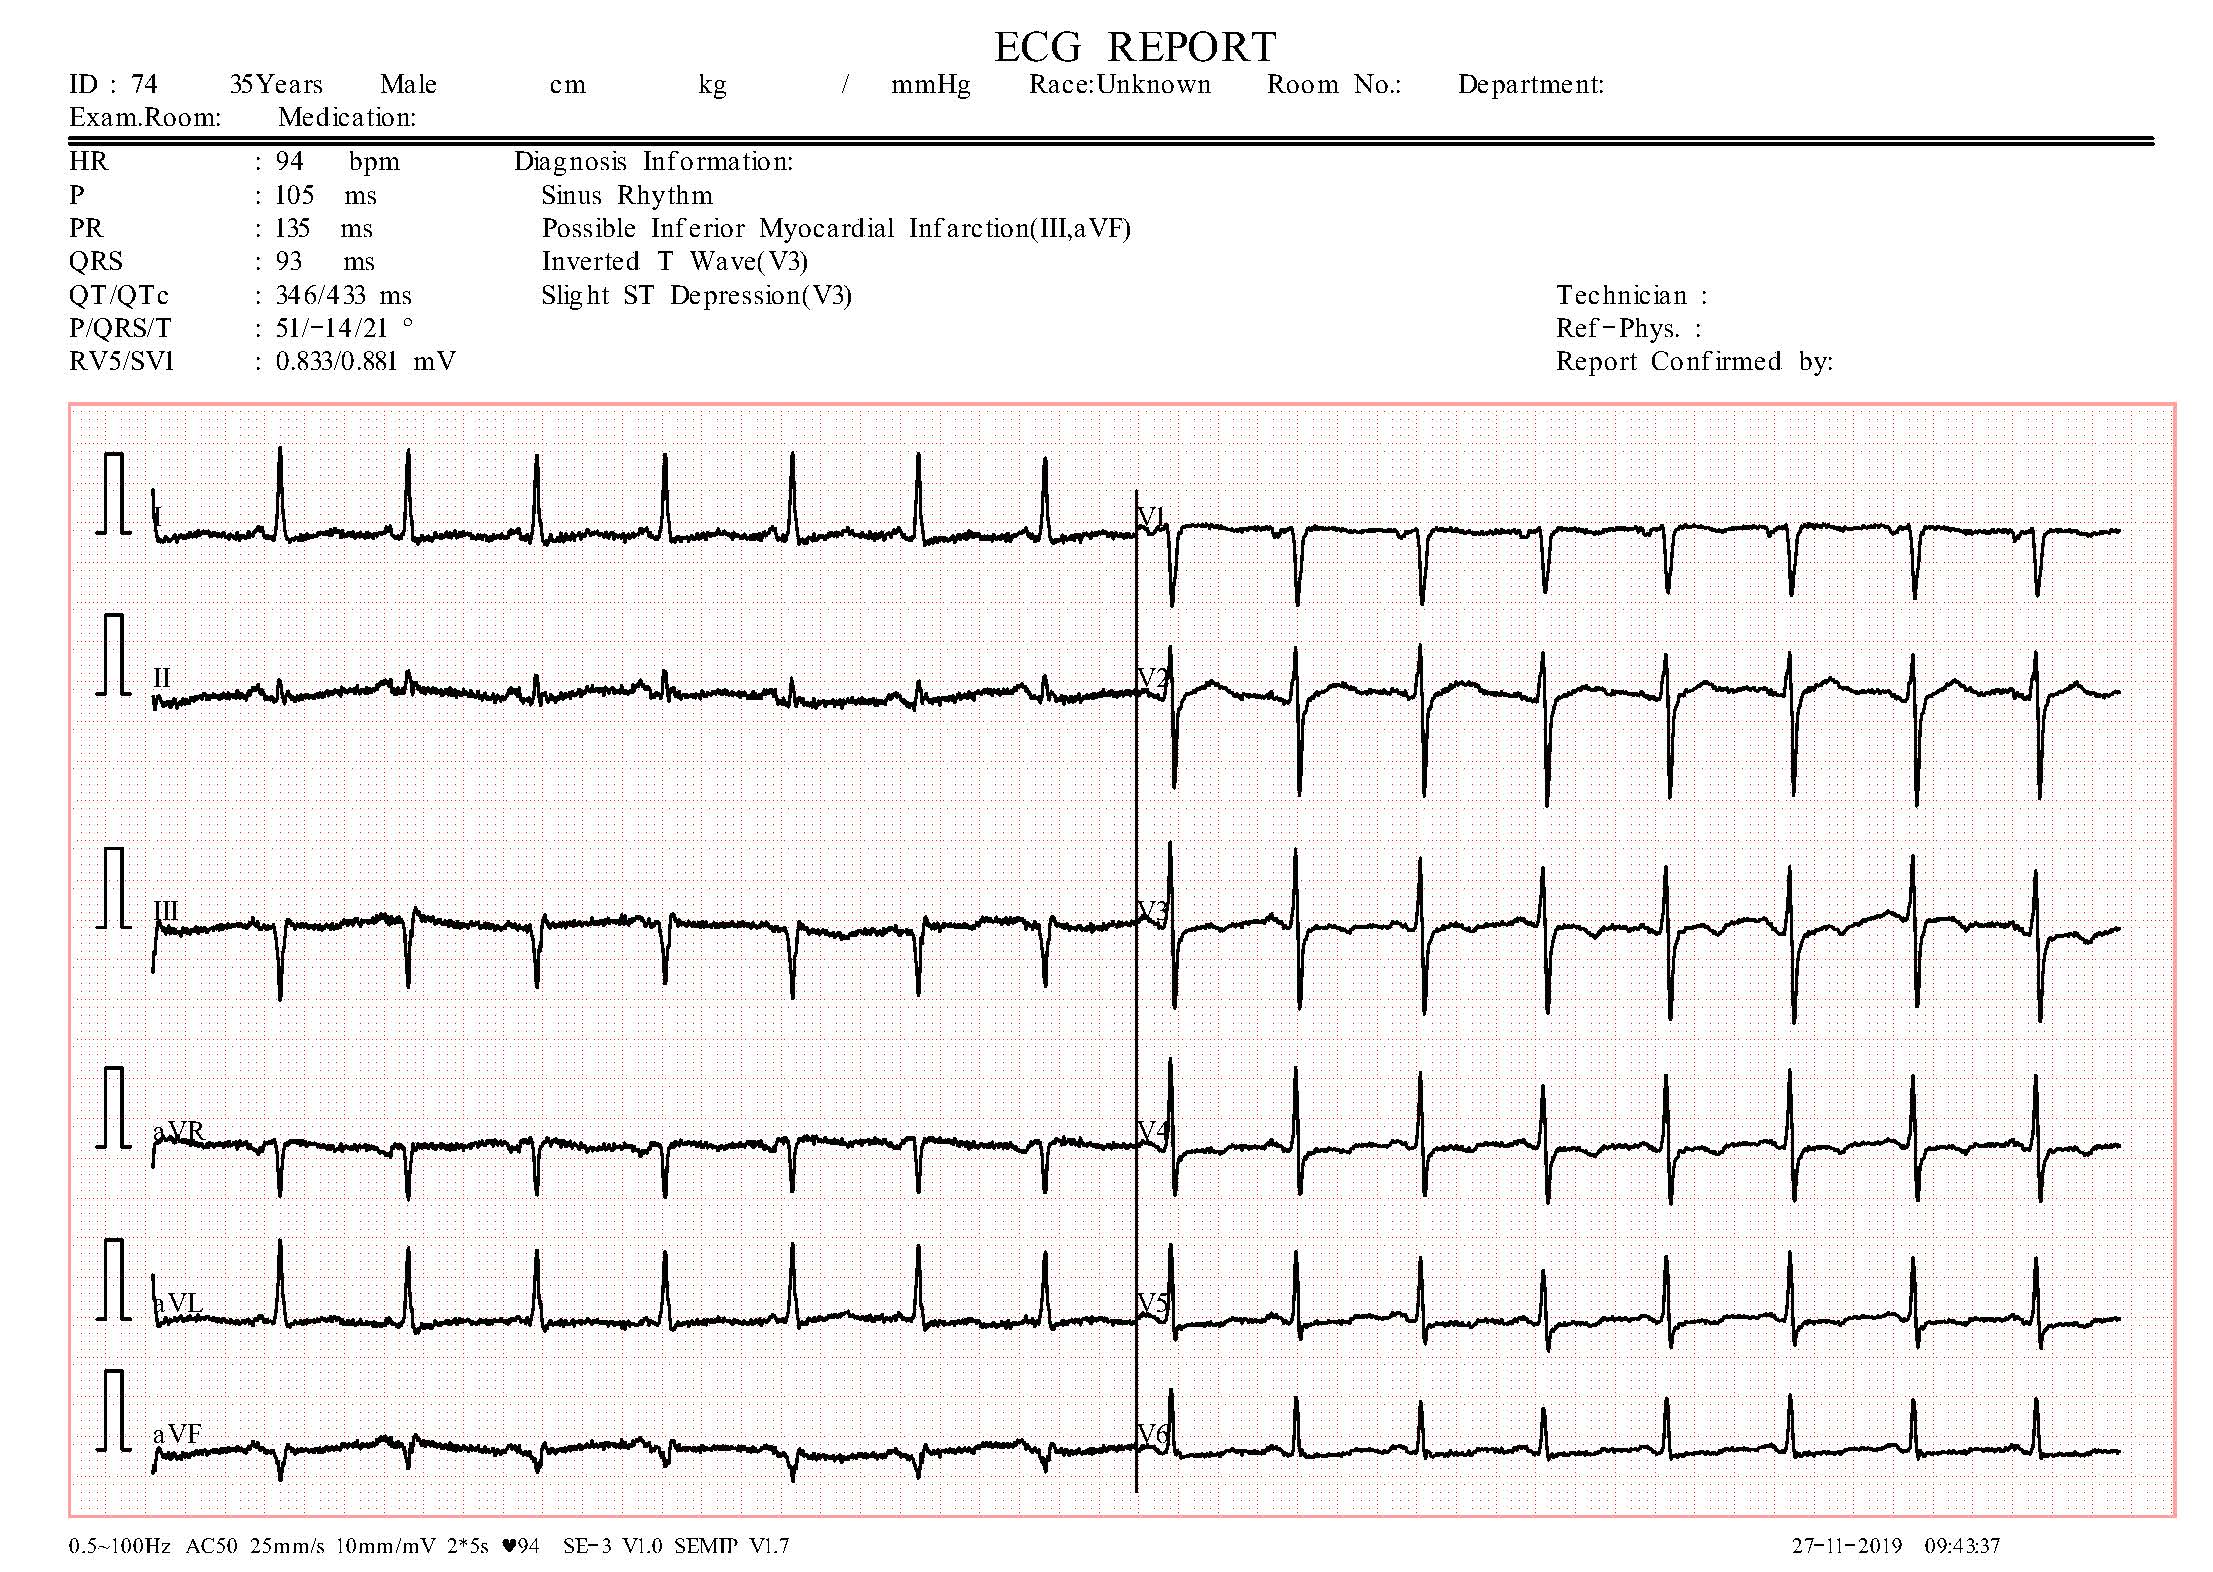 ECG REPORT
ID : 74 35Years Male cm kg / mmHg Race:Unknown Room No.: Department:
Exam.Room: Medication:
HR : 94 bpm Diagnosis Information:
P : 105 ms Sinus Rhythm
PR : 135 ms Possible Inferior Myocardial Infarction(III,aVF)
QRS : 93 ms Inverted T Wave(V3)
QT/QTc : 346/433 ms Slight ST Depression(V3) Technician :
P/QRS/T : 51/-14/21 ° Ref-Phys. :
RV5/SV1 : 0.833/0.881 mV Report Confirmed by:
I V1
II V2
III V3
aVR V4
aVL V5
aVF V6
0.5~100Hz AC50 25mm/s 10mm/mV 2*5s ♥94 SE-3 V1.0 SEMIP V1.7 27-11-2019 09:43:37